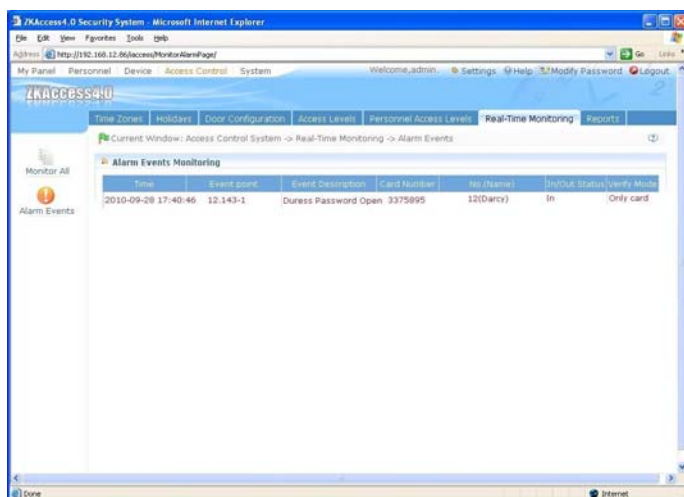 ZKAccess4.0 Security System - Microsoft Internet Explorer
File Edit View Favorites Tools Help
Address http://192.168.12.86/iaccess/MonitorAlarmPage/ Go Links
My Panel Personnel Device Access Control System Welcome,admin. Settings Help Modify Password Logout
ZKAccess4.0
Time Zones Holidays Door Configuration Access Levels Personnel Access Levels Real-Time Monitoring Reports
Current Window: Access Control System -> Real-Time Monitoring -> Alarm Events
Monitor All
Alarm Events
Alarm Events Monitoring
Time Event point Event Description Card Number No.(Name) In/Out Status Verify Mode
2010-09-28 17:40:46 12.143-1 Duress Password Open 3375895 12(Darcy) In Only card
Done Internet